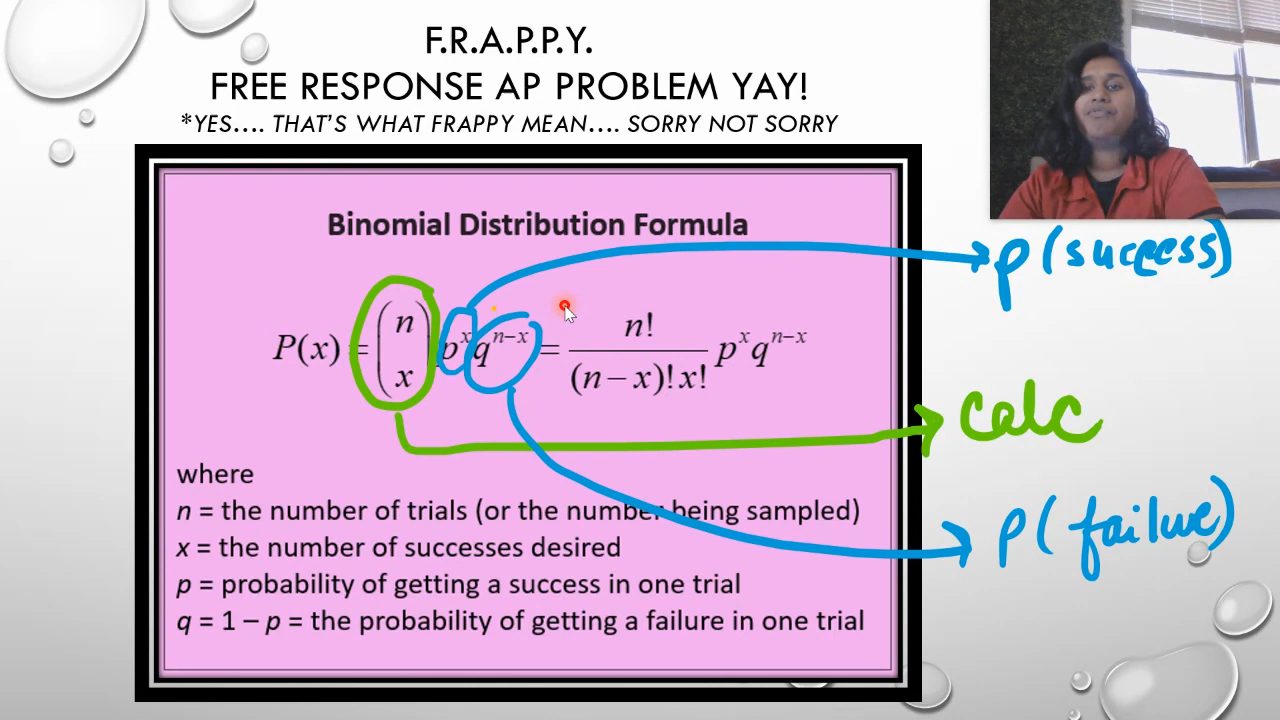 F.R.A.P.P.Y.
FREE RESPONSE AP PROBLEM YAY!
*YES.... THAT'S WHAT FRAPPY MEAN.... SORRY NOT SORRY
Binomial Distribution Formula
P(x) = (n x) p^x q^{n-x} = n! / (n-x)! x! p^x q^{n-x}
p(success)
calc
p(failure)
where
n = the number of trials (or the number being sampled)
x = the number of successes desired
p = probability of getting a success in one trial
q = 1 – p = the probability of getting a failure in one trial